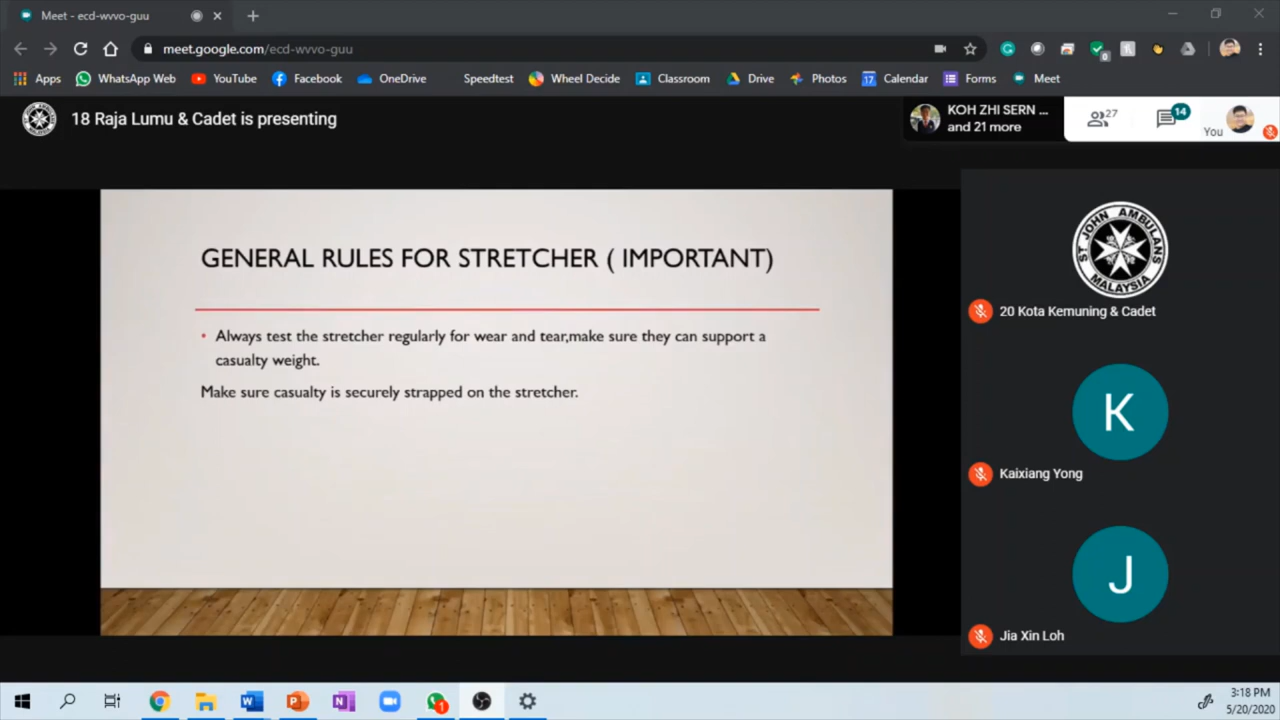 Meet - ecd-wvvo-guu
meet.google.com/ecd-wvvo-guu
Apps WhatsApp Web YouTube Facebook OneDrive Speedtest Wheel Decide Classroom Drive Photos Calendar Forms Meet
18 Raja Lumu & Cadet is presenting
KOH ZHI SERN ...
and 21 more
27
14
You
GENERAL RULES FOR STRETCHER ( IMPORTANT)
• Always test the stretcher regularly for wear and tear,make sure they can support a
casualty weight.
Make sure casualty is securely strapped on the stretcher.
ST JOHN AMBULANS
MALAYSIA
20 Kota Kemuning & Cadet
K
Kaixiang Yong
J
Jia Xin Loh
3:18 PM
5/20/2020